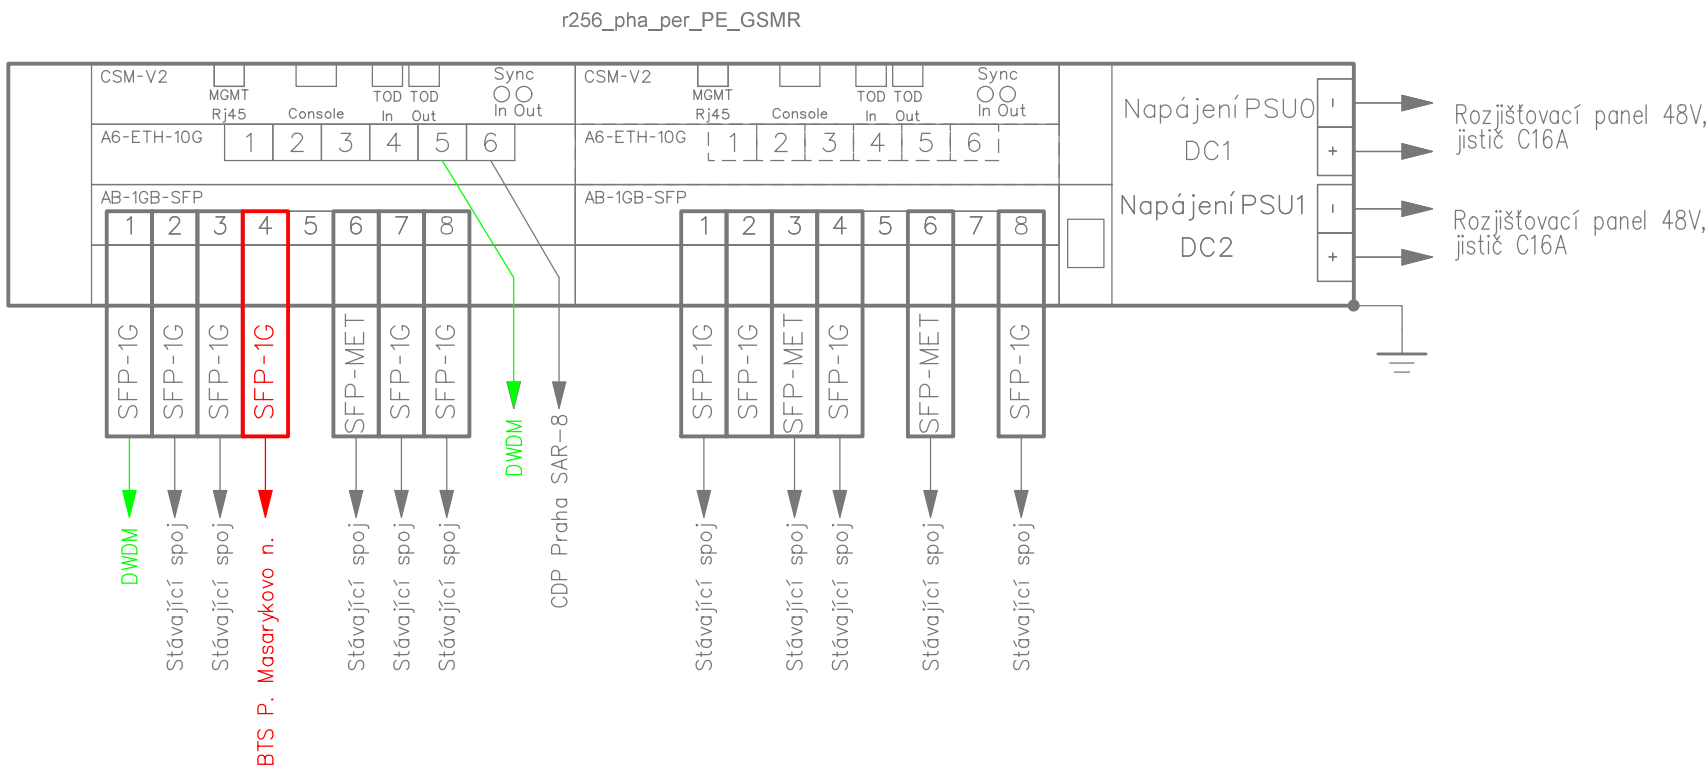 r256_pha_per_PE_GSMR
CSM-V2
MGMT
Rj45
Console
TOD
In
TOD
Out
Sync
In Out
A6-ETH-10G
1 2 3 4 5 6
AB-1GB-SFP
1 2 3 4 5 6 7 8
CSM-V2
MGMT
Rj45
Console
TOD
In
TOD
Out
Sync
In Out
A6-ETH-10G
1 2 3 4 5 6
AB-1GB-SFP
1 2 3 4 5 6 7 8
Napájení PSU0
DC1
-
+
Rozjišťovací panel 48V,
jistič C16A
Napájení PSU1
DC2
-
+
Rozjišťovací panel 48V,
jistič C16A
SFP-1G
SFP-1G
SFP-1G
SFP-1G
SFP-MET
SFP-1G
SFP-1G
SFP-1G
SFP-1G
SFP-MET
SFP-1G
SFP-MET
SFP-1G
DWDM
Stávající spoj
Stávající spoj
BTS P. Masarykovo n.
Stávající spoj
Stávající spoj
Stávající spoj
DWDM
CDP Praha SAR-8
Stávající spoj
Stávající spoj
Stávající spoj
Stávající spoj
Stávající spoj